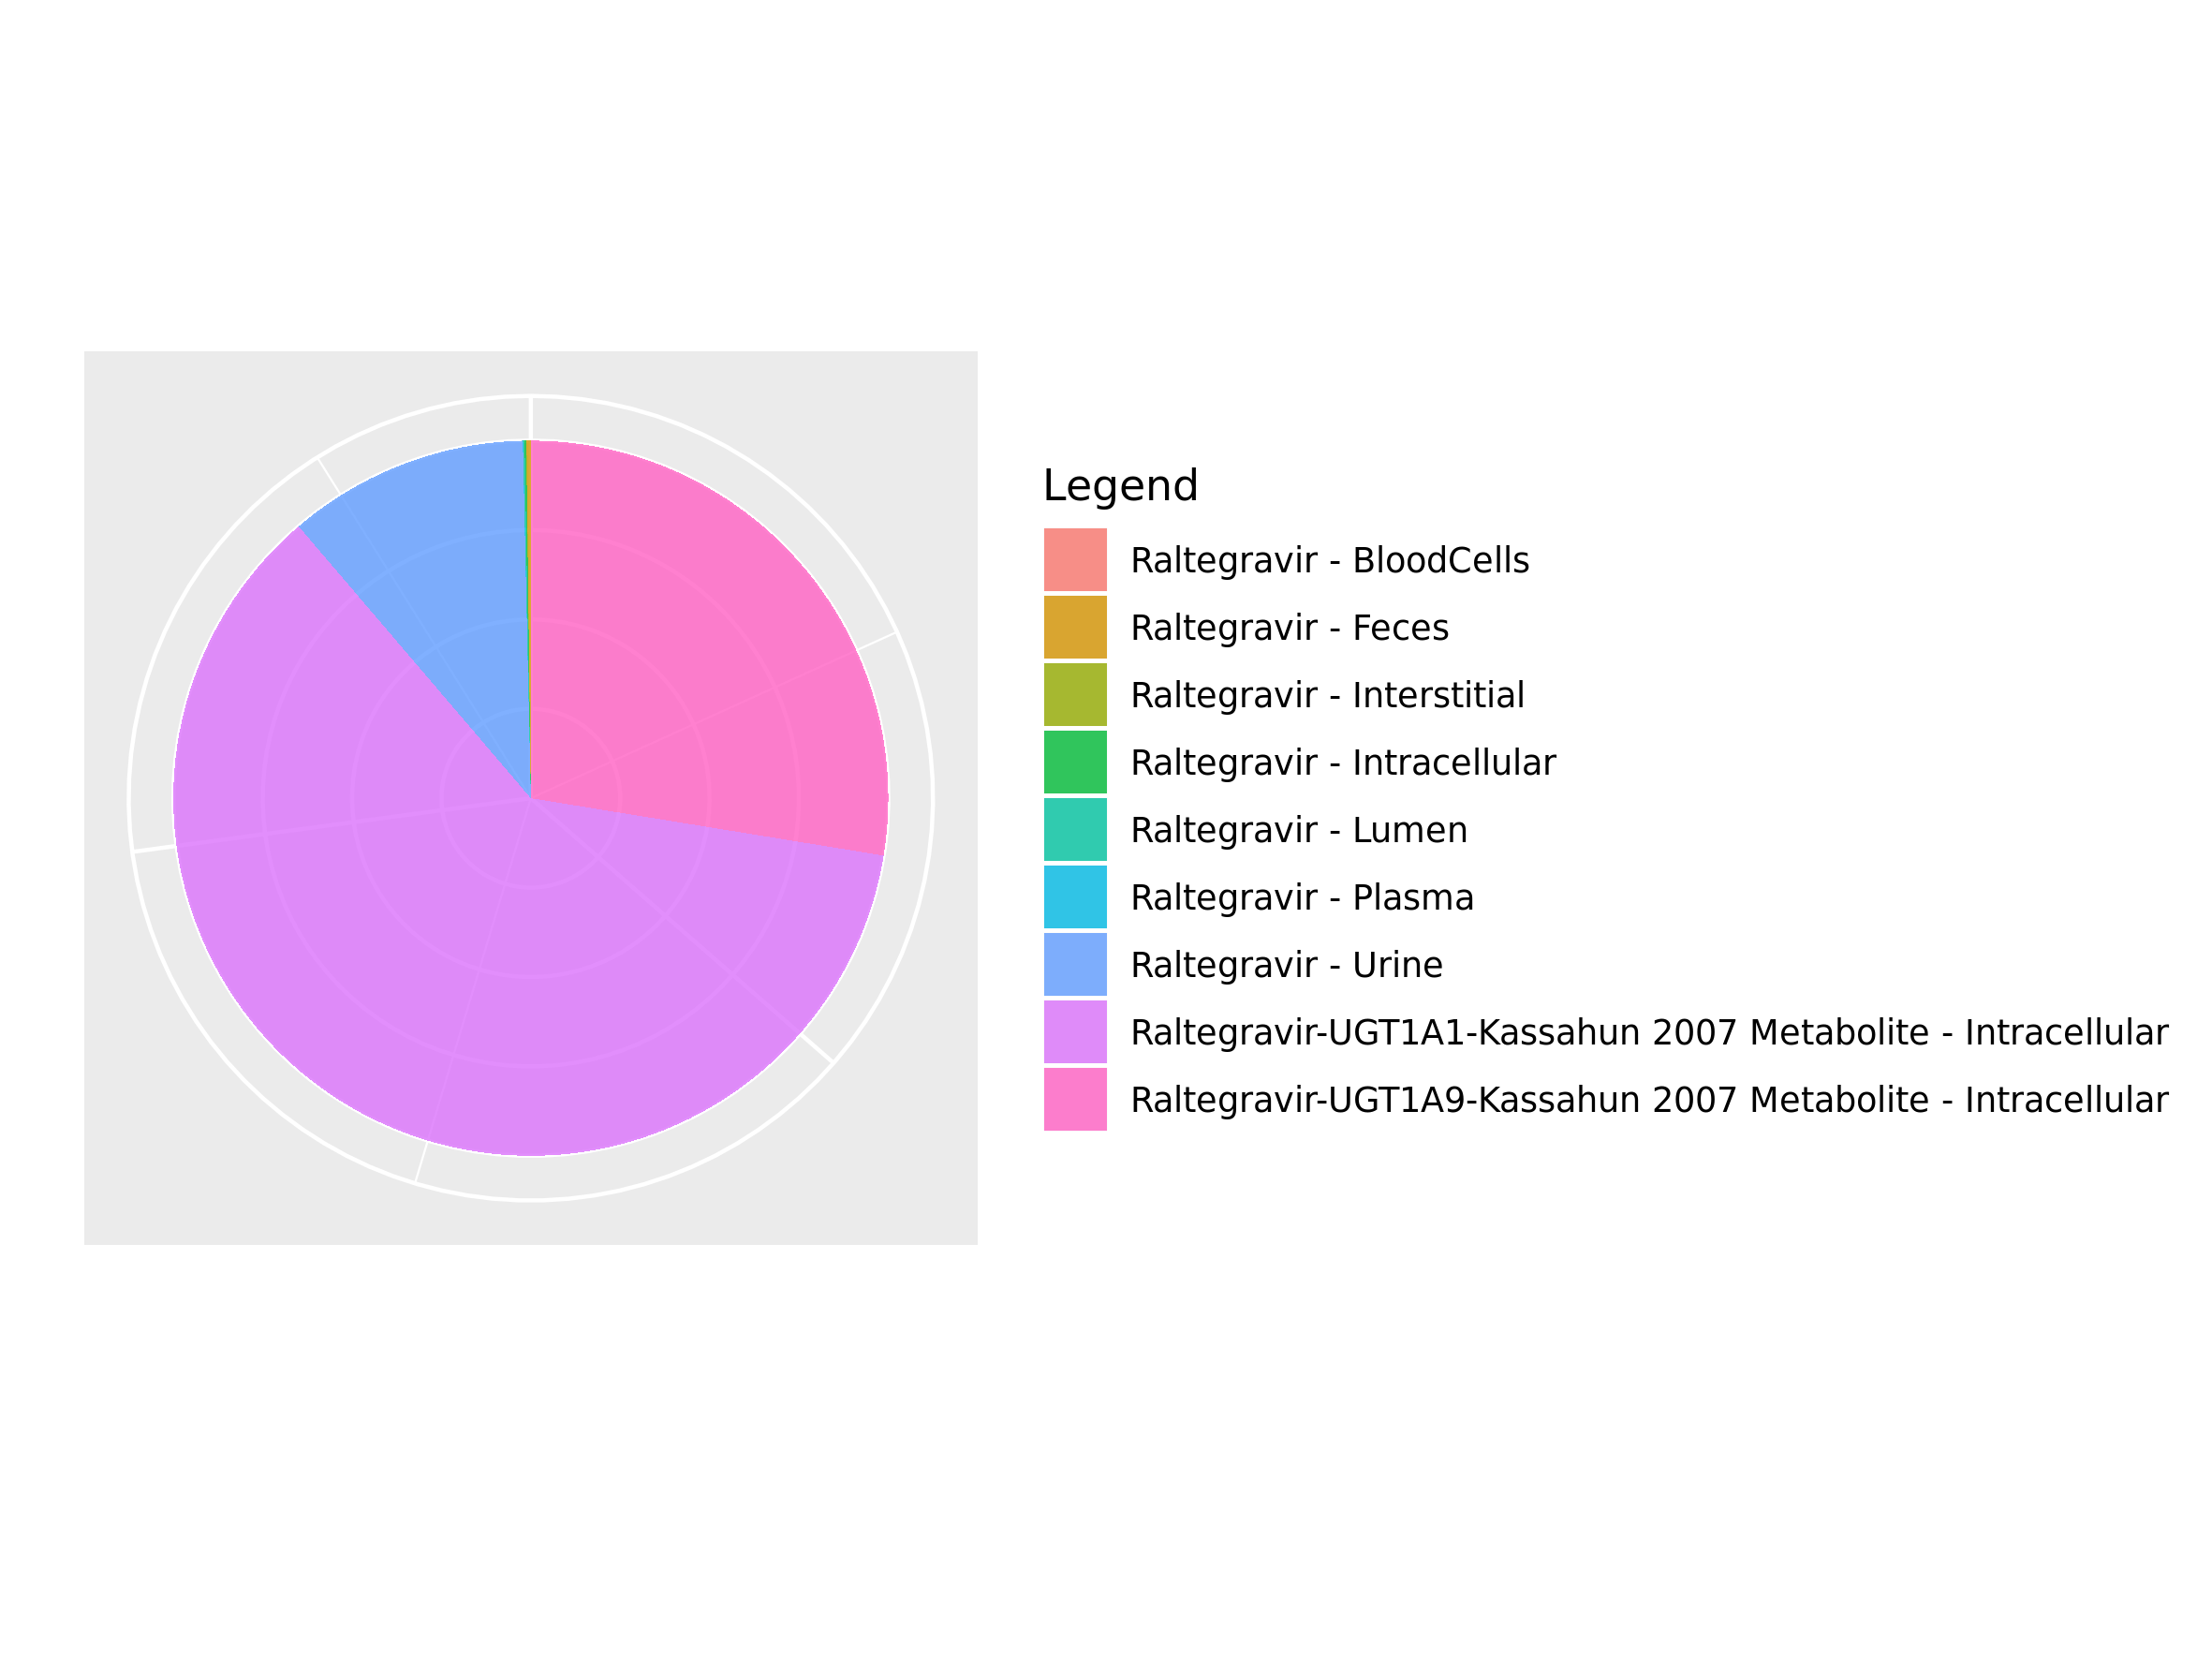 Legend
Raltegravir - BloodCells
Raltegravir - Feces
Raltegravir - Interstitial
Raltegravir - Intracellular
Raltegravir - Lumen
Raltegravir - Plasma
Raltegravir - Urine
Raltegravir-UGT1A1-Kassahun 2007 Metabolite - Intracellular
Raltegravir-UGT1A9-Kassahun 2007 Metabolite - Intracellular